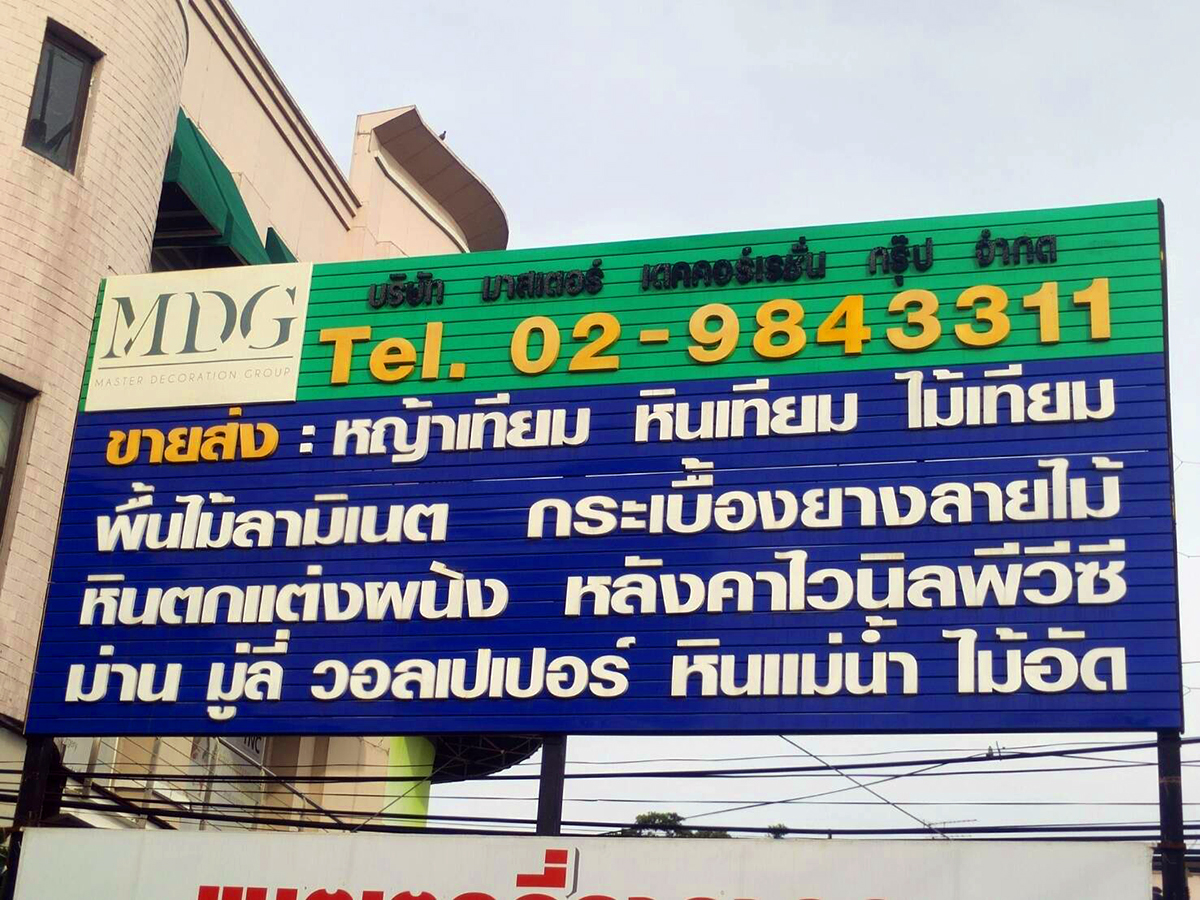 MDG
MASTER DECORATION GROUP
บริษัท มาสเตอร์ เดคคอร์เรชั่น กรุ๊ป จำกัด
Tel. 02-9843311
ขายส่ง : หญ้าเทียม หินเทียม ไม้เทียม
พื้นไม้ลามิเนต กระเบื้องยางลายไม้
หินตกแต่งผนัง หลังคาไวนิลพีวีซี
ม่าน มู่ลี่ วอลเปเปอร์ หินแม่น้ำ ไม้อัด